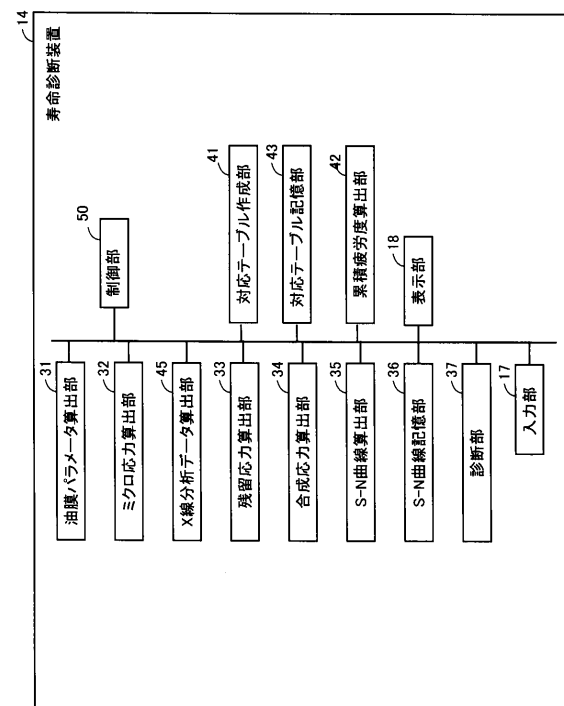 14
寿命診断装置
50
制御部
31
油膜パラメータ算出部
32
ミクロ応力算出部
45
X線分析データ算出部
33
残留応力算出部
41
対応テーブル作成部
34
合成応力算出部
43
対応テーブル記憶部
35
S-N曲線算出部
42
累積疲労度算出部
36
S-N曲線記憶部
18
表示部
37
診断部
17
入力部